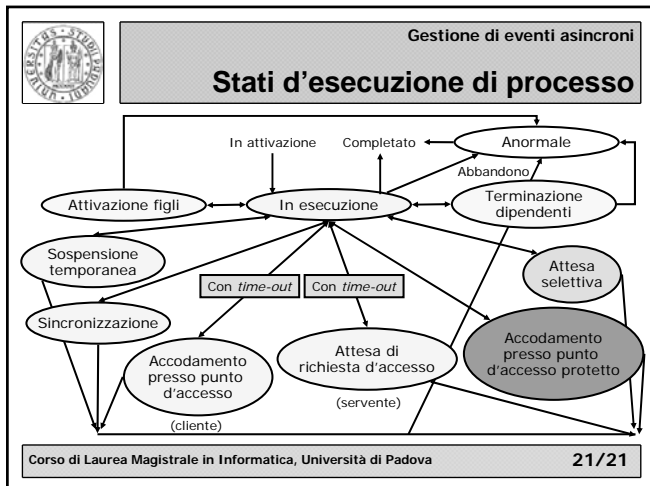 Gestione di eventi asincroni
Stati d'esecuzione di processo
In attivazione
Completato
Anormale
Abbandono
Attivazione figli
In esecuzione
Terminazione
dipendenti
Sospensione
temporanea
Attesa
selettiva
Con time-out
Con time-out
Sincronizzazione
Accodamento
presso punto
d'accesso
Attesa di
richiesta d'accesso
Accodamento
presso punto
d'accesso protetto
(cliente)
(servente)
Corso di Laurea Magistrale in Informatica, Università di Padova
21/21